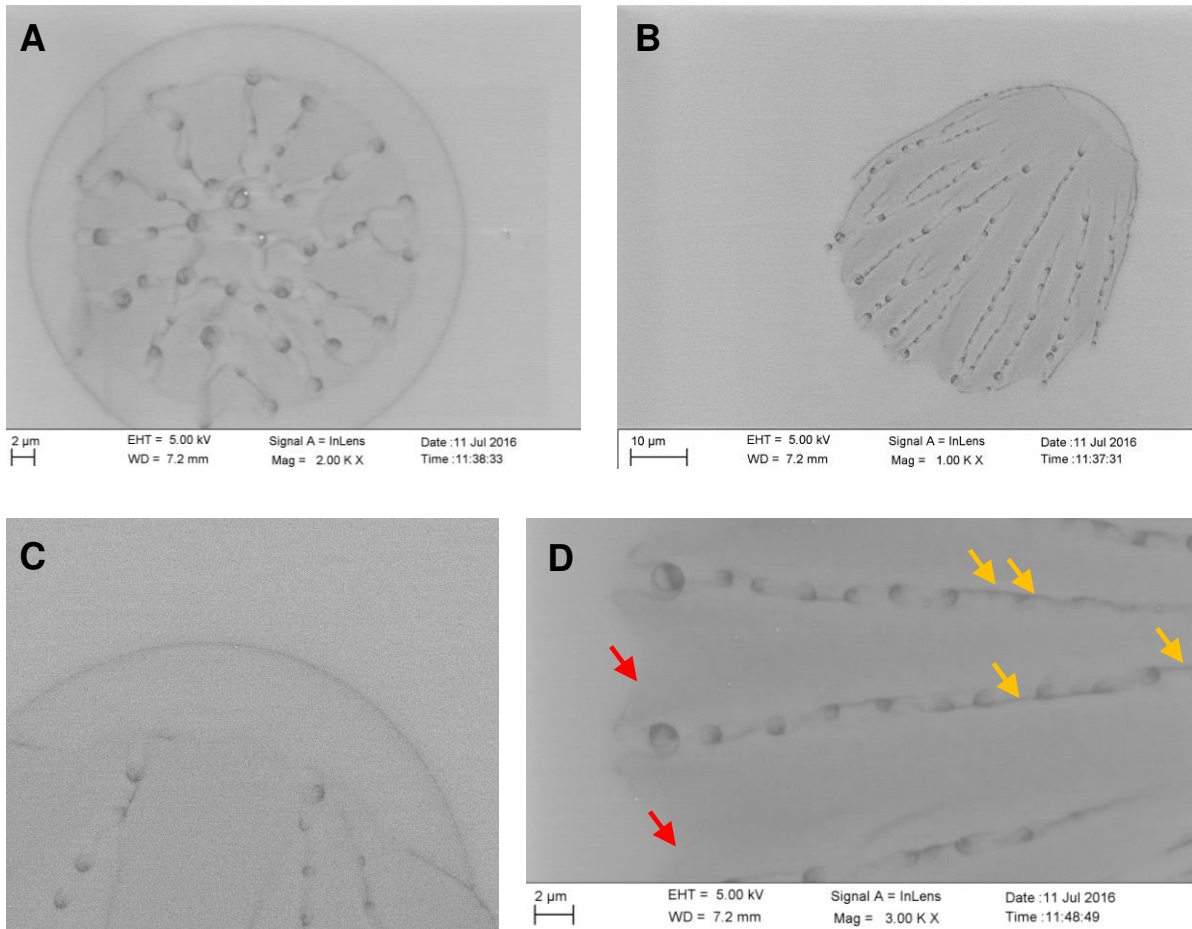 A
B
2 µm
EHT = 5.00 kV
Signal A = InLens
Date :11 Jul 2016
WD = 7.2 mm
Mag = 2.00 K X
Time :11:38:33
10 µm
EHT = 5.00 kV
Signal A = InLens
Date :11 Jul 2016
WD = 7.2 mm
Mag = 1.00 K X
Time :11:37:31
C
D
2 µm
EHT = 5.00 kV
Signal A = InLens
Date :11 Jul 2016
WD = 7.2 mm
Mag = 3.00 K X
Time :11:48:49